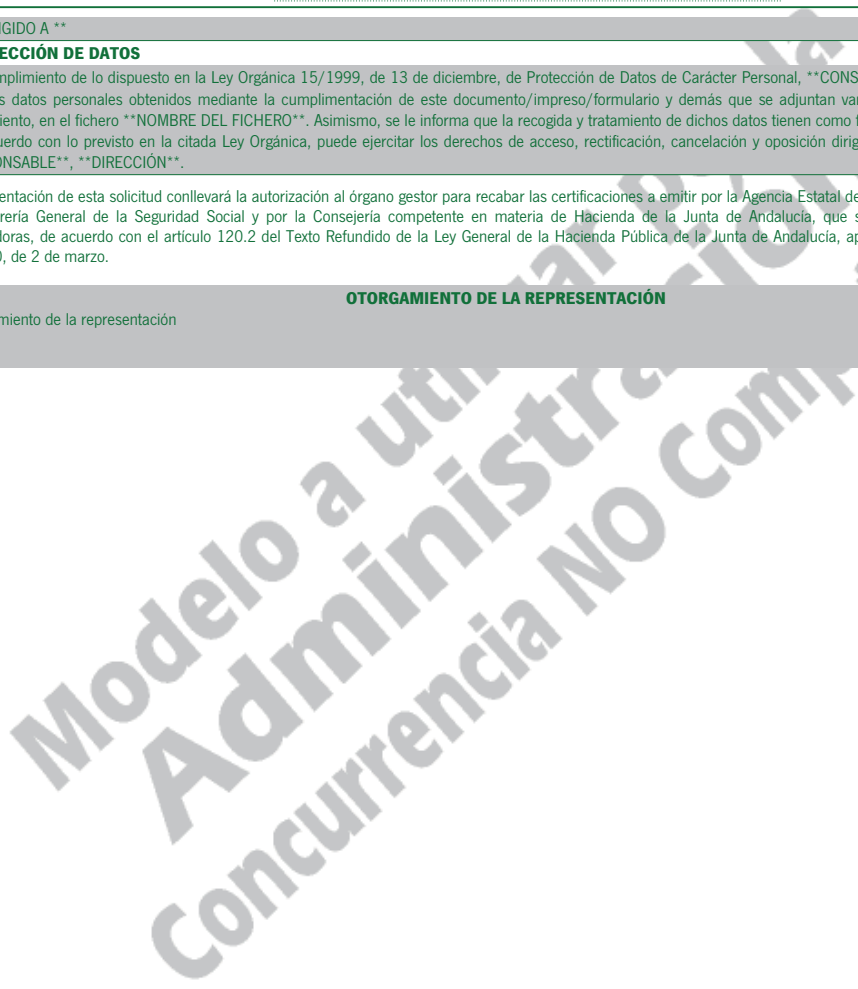 IGIDO A **
ECCIÓN DE DATOS
mplimiento de lo dispuesto en la Ley Orgánica 15/1999, de 13 de diciembre, de Protección de Datos de Carácter Personal, **CONS
s datos personales obtenidos mediante la cumplimentación de este documento/impreso/formulario y demás que se adjuntan va
iento, en el fichero **NOMBRE DEL FICHERO**. Asimismo, se le informa que la recogida y tratamiento de dichos datos tienen como
uerdo con lo previsto en la citada Ley Orgánica, puede ejercitar los derechos de acceso, rectificación, cancelación y oposición dirig
ONSABLE**, **DIRECCIÓN**.
entación de esta solicitud conllevará la autorización al órgano gestor para recabar las certificaciones a emitir por la Agencia Estatal de
rería General de la Seguridad Social y por la Consejería competente en materia de Hacienda de la Junta de Andalucía, que s
doras, de acuerdo con el artículo 120.2 del Texto Refundido de la Ley General de la Hacienda Pública de la Junta de Andalucía, ap
0, de 2 de marzo.
OTORGAMIENTO DE LA REPRESENTACIÓN
miento de la representación
Modelo a
Concurrencia NO